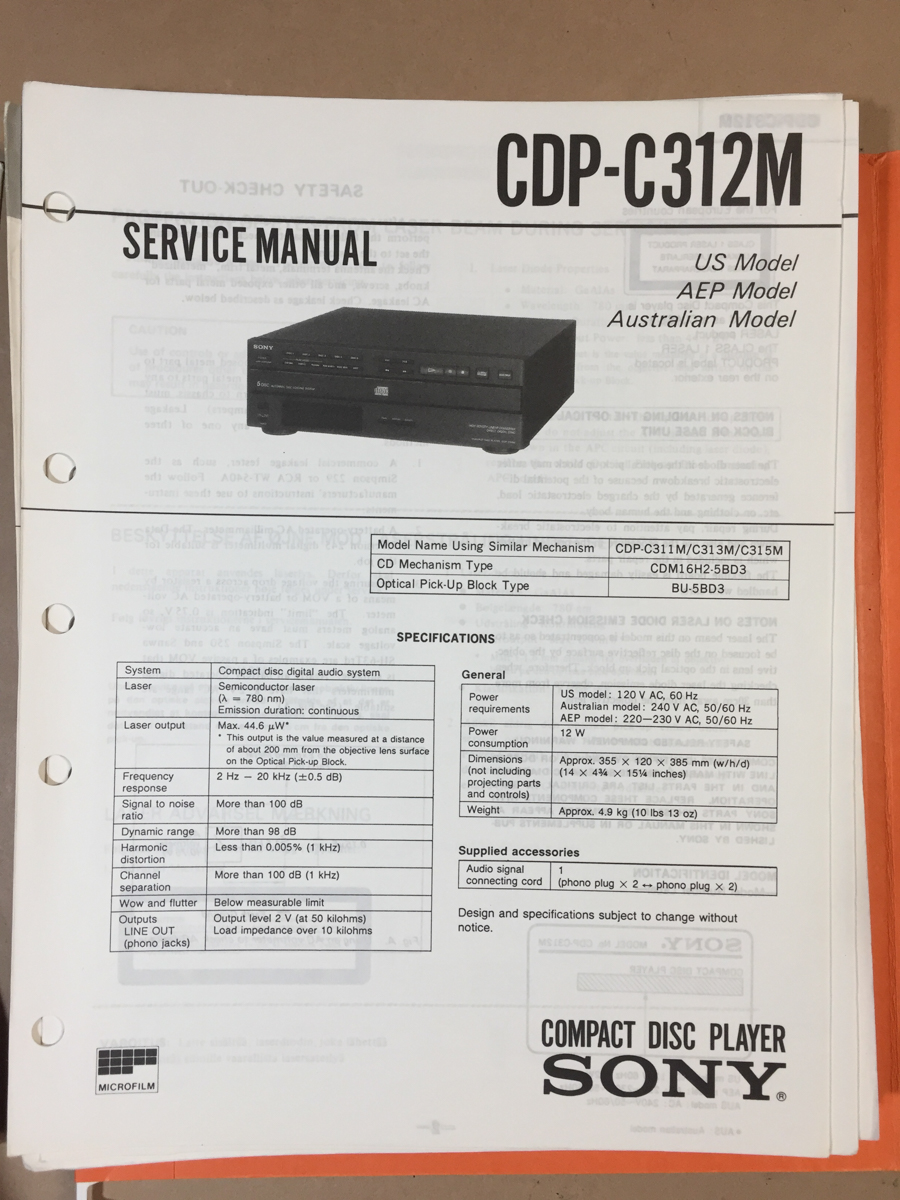 CDP-C312M
SERVICE MANUAL
US Model
AEP Model
Australian Model
SONY
Model Name Using Similar Mechanism CDP-C311M/C313M/C315M
CD Mechanism Type CDM16H2-5BD3
Optical Pick-Up Block Type BU-5BD3
SPECIFICATIONS
System Compact disc digital audio system
Laser Semiconductor laser
(λ = 780 nm)
Emission duration: continuous
Laser output Max. 44.6 μW*
* This output is the value measured at a distance
of about 200 mm from the objective lens surface
on the Optical Pick-up Block.
Frequency response 2 Hz – 20 kHz (±0.5 dB)
Signal to noise ratio More than 100 dB
Dynamic range More than 98 dB
Harmonic distortion Less than 0.005% (1 kHz)
Channel separation More than 100 dB (1 kHz)
Wow and flutter Below measurable limit
Outputs Output level 2 V (at 50 kilohms)
LINE OUT Load impedance over 10 kilohms
(phono jacks)
General
Power requirements US model: 120 V AC, 60 Hz
Australian model: 240 V AC, 50/60 Hz
AEP model: 220—230 V AC, 50/60 Hz
Power consumption 12 W
Dimensions Approx. 355 × 120 × 385 mm (w/h/d)
(not including (14 × 4¾ × 15¼ inches)
projecting parts
and controls)
Weight Approx. 4.9 kg (10 lbs 13 oz)
Supplied accessories
Audio signal 1
connecting cord (phono plug × 2 ↔ phono plug × 2)
Design and specifications subject to change without
notice.
MICROFILM
COMPACT DISC PLAYER
SONY®